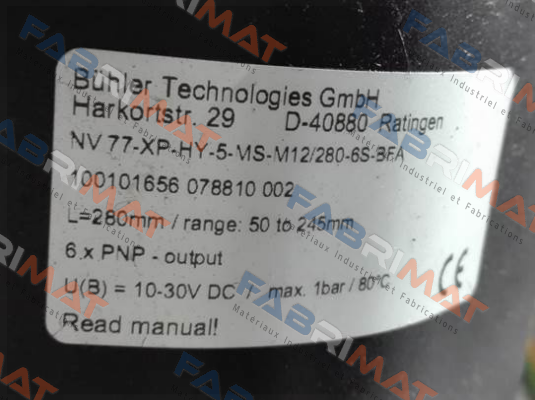 Bühler Technologies GmbH
Harkortstr. 29 D-40880 Ratingen
NV 77-XP-HY-5-MS-M12/280-6S-BFA
100101656 078810 002
L=280mm / range: 50 to 245mm
6 x PNP - output
U(B) = 10-30V DC / max. 1bar / 80°C
CE
Read manual!
FABRIMAT
Matériaux Industriel et Fabrications